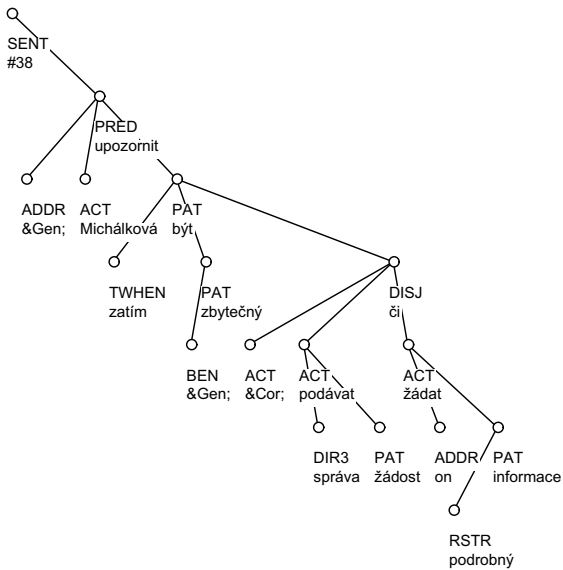 SENT
#38
PRED
upozornit
ADDR
&Gen;
ACT
Michálková
PAT
být
TWHEN
zatím
PAT
zbytečný
DISJ
či
BEN
&Gen;
ACT
&Cor;
ACT
podávat
ACT
žádat
DIR3
správa
PAT
žádost
ADDR
on
PAT
informace
RSTR
podrobný